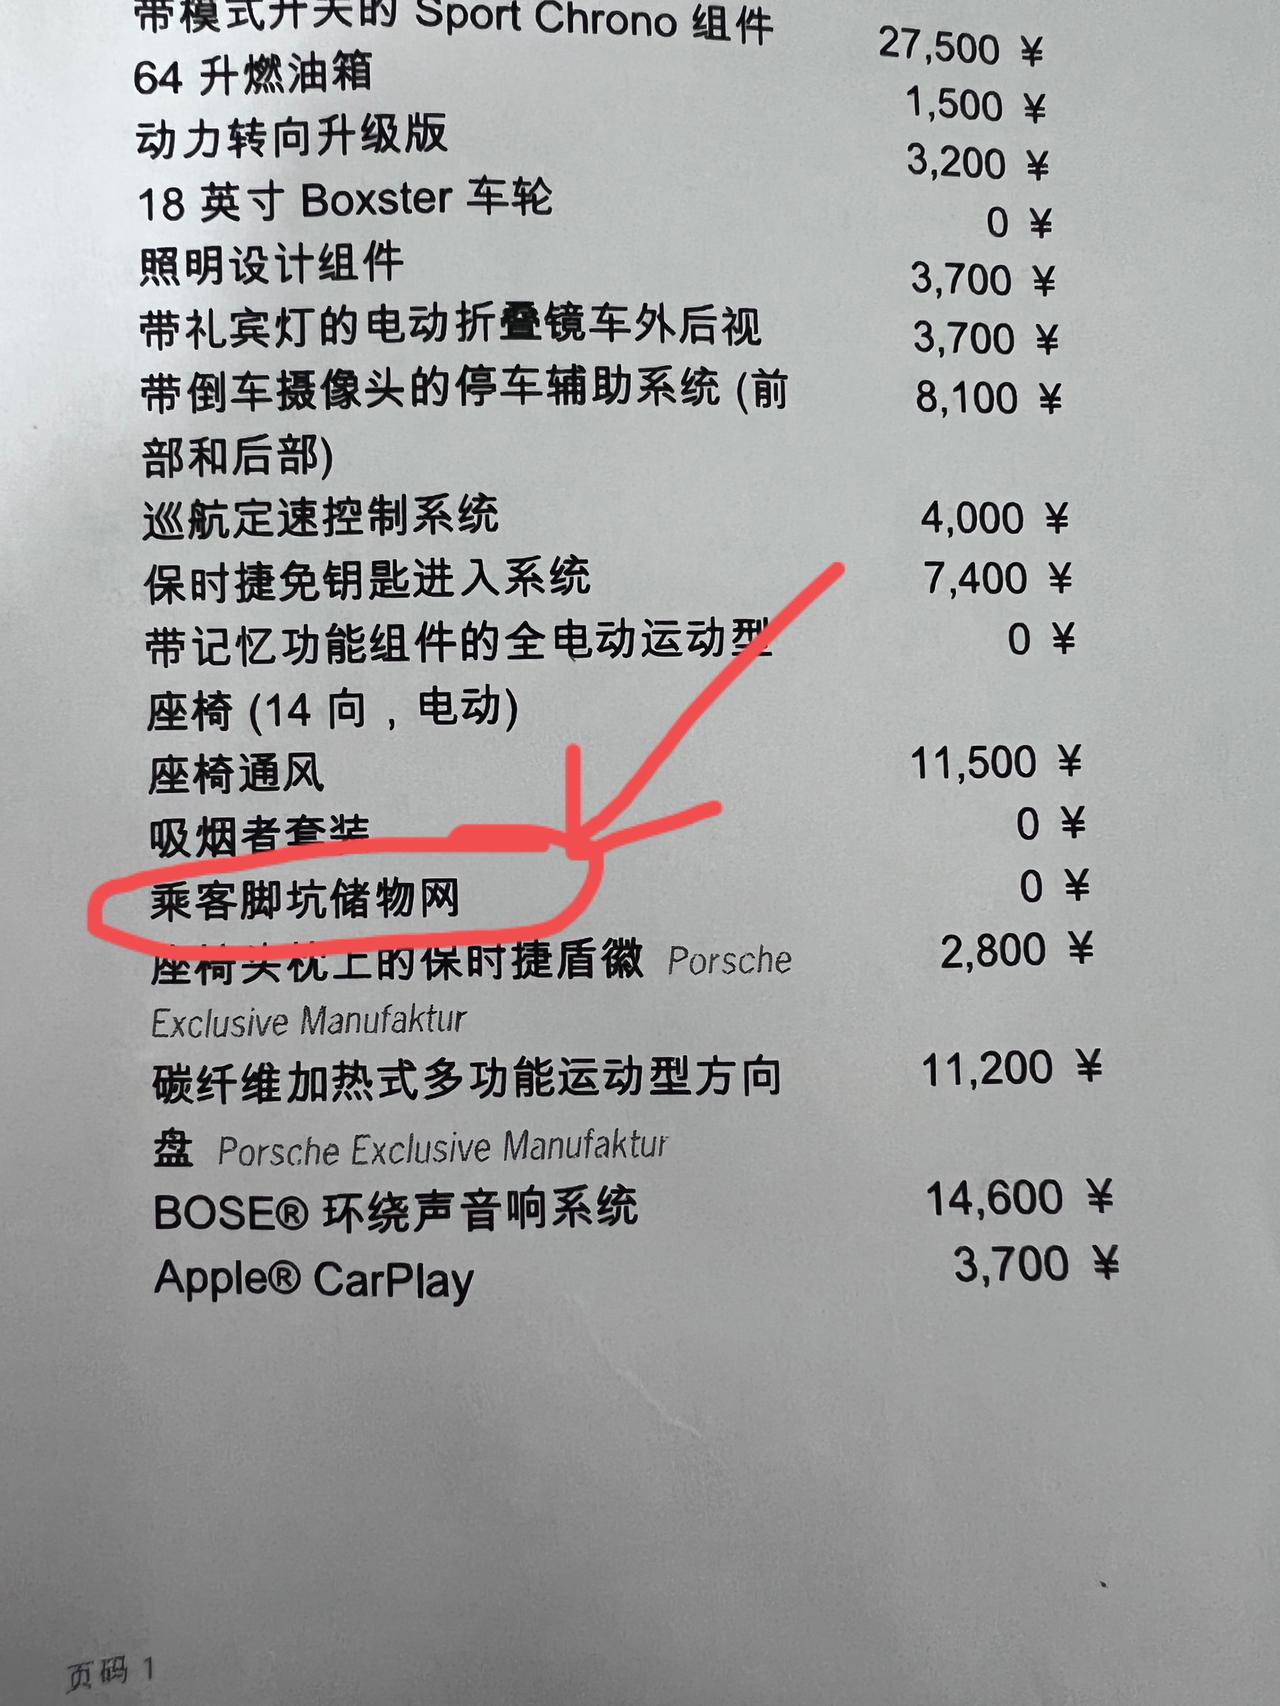 带模式开关的 Sport Chrono 组件 27,500 ¥
64 升燃油箱 1,500 ¥
动力转向升级版 3,200 ¥
18 英寸 Boxster 车轮 0 ¥
照明设计组件 3,700 ¥
带礼宾灯的电动折叠镜车外后视 3,700 ¥
带倒车摄像头的停车辅助系统 (前 8,100 ¥
部和后部)
巡航定速控制系统 4,000 ¥
保时捷免钥匙进入系统 7,400 ¥
带记忆功能组件的全电动运动型 0 ¥
座椅 (14 向，电动)
座椅通风 11,500 ¥
吸烟者套装 0 ¥
乘客脚坑储物网 0 ¥
座椅头枕上的保时捷盾徽 Porsche 2,800 ¥
Exclusive Manufaktur
碳纤维加热式多功能运动型方向 11,200 ¥
盘 Porsche Exclusive Manufaktur
BOSE® 环绕声音响系统 14,600 ¥
Apple® CarPlay 3,700 ¥
页码 1